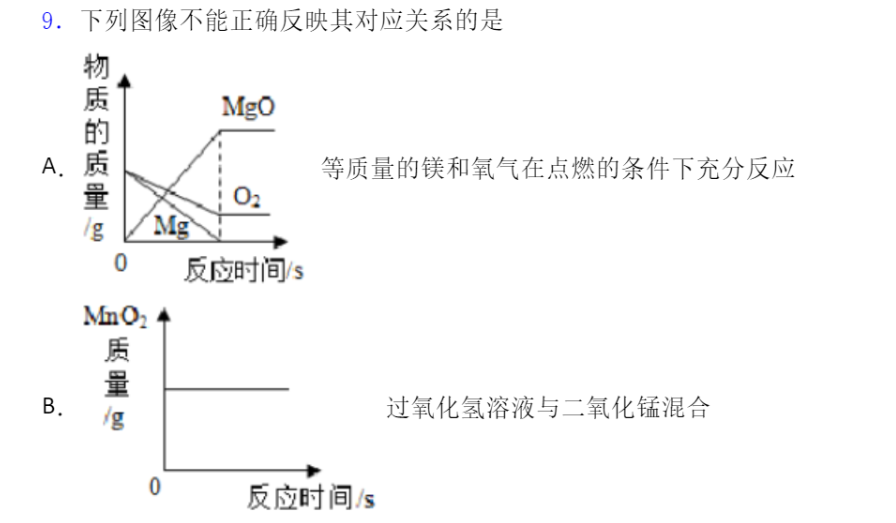 9. 下列图像不能正确反映其对应关系的是
A.
物质的质量/g
MgO
O₂
Mg
0
反应时间/s
等质量的镁和氧气在点燃的条件下充分反应
B.
MnO₂
质量/g
0
反应时间/s
过氧化氢溶液与二氧化锰混合